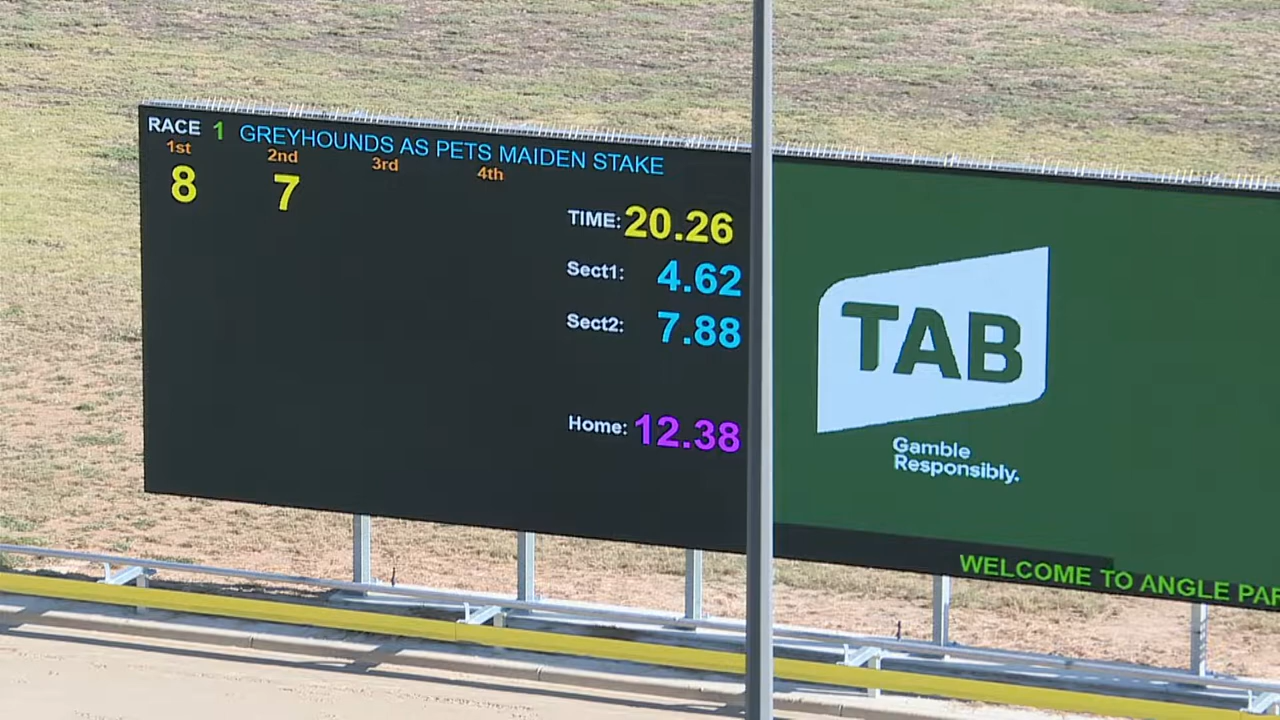 RACE 1 GREYHOUNDS AS PETS MAIDEN STAKE
1st 2nd 3rd 4th
8 7
TIME: 20.26
Sect1: 4.62
Sect2: 7.88
Home: 12.38
TAB
Gamble
Responsibly.
WELCOME TO ANGLE PAR